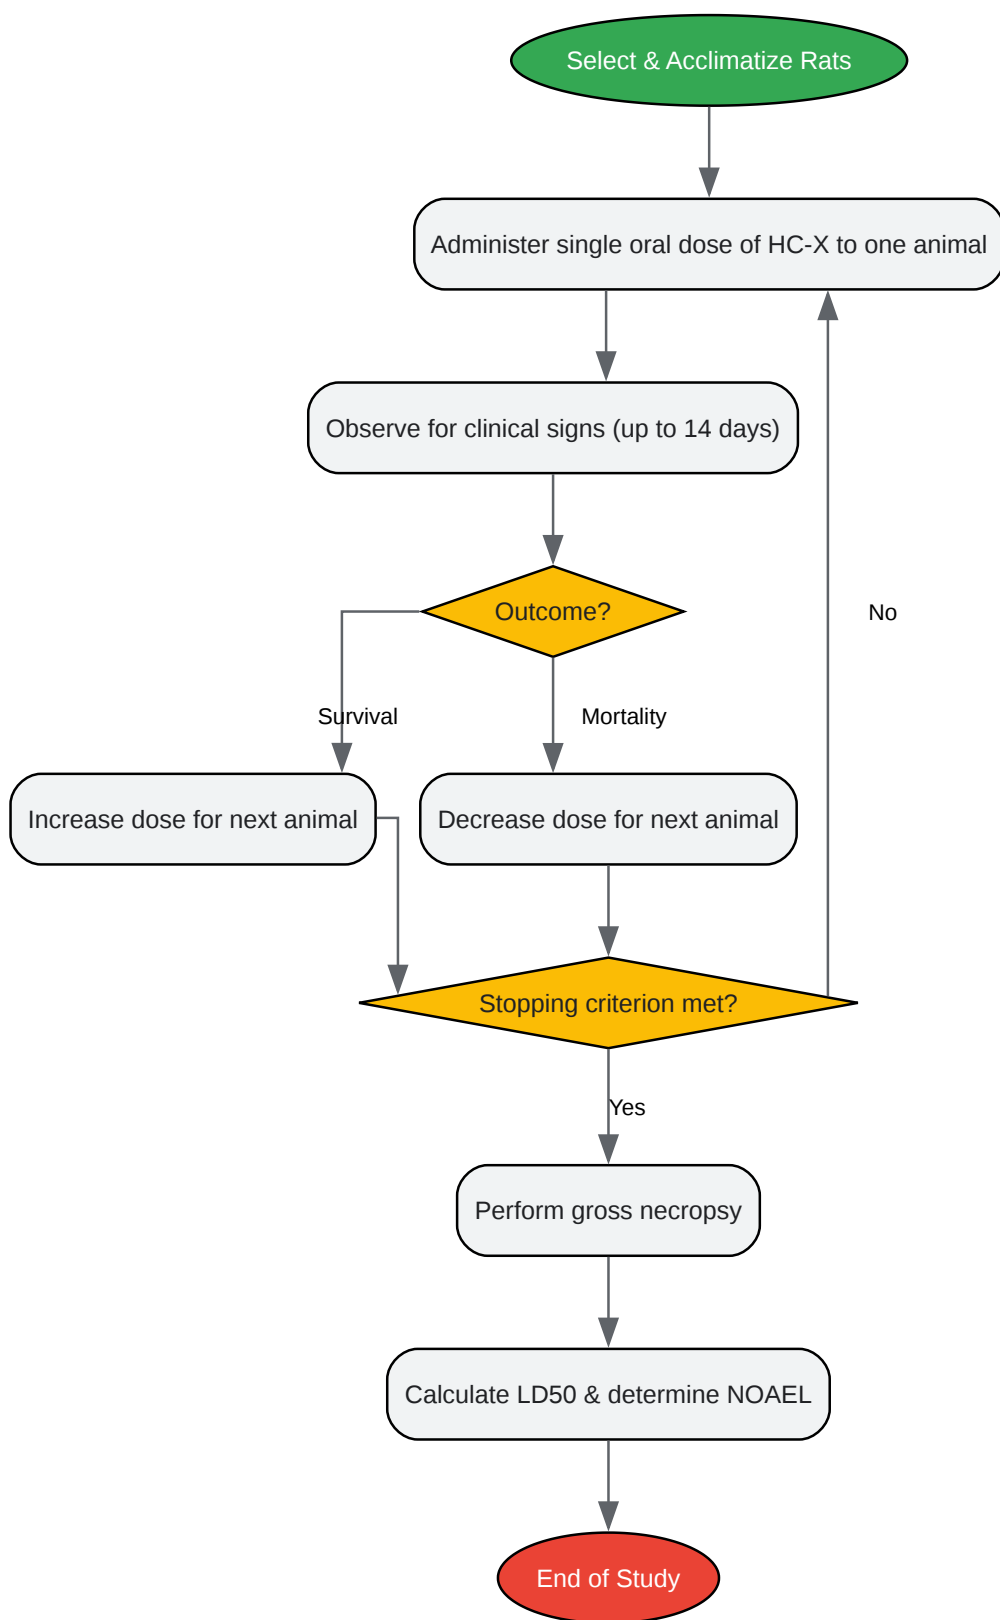 Select & Acclimatize Rats
Administer single oral dose of HC-X to one animal
Observe for clinical signs (up to 14 days)
Outcome?
No
Survival
Mortality
Increase dose for next animal
Decrease dose for next animal
Stopping criterion met?
Yes
Perform gross necropsy
Calculate LD50 & determine NOAEL
End of Study